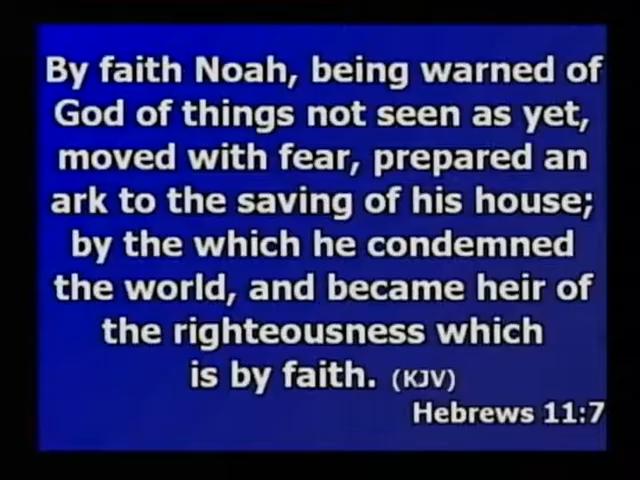 By faith Noah, being warned of
God of things not seen as yet,
moved with fear, prepared an
ark to the saving of his house;
by the which he condemned
the world, and became heir of
the righteousness which
is by faith. (KJV)
Hebrews 11:7